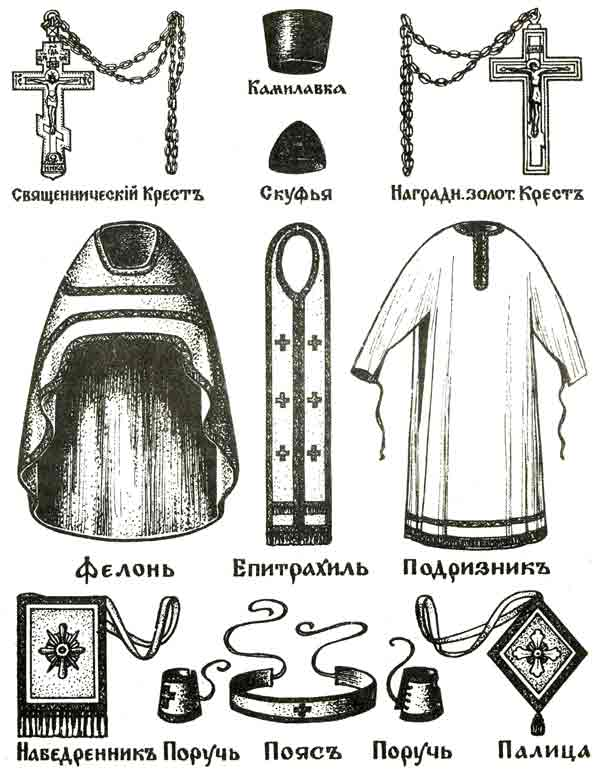 Камилавка
Священническій Крестъ
Скуфья
Наградн. золот. Крестъ
Фелонь
Епитрахиль
Подризникъ
Набедренникъ
Поручь
Поясъ
Поручь
Палица